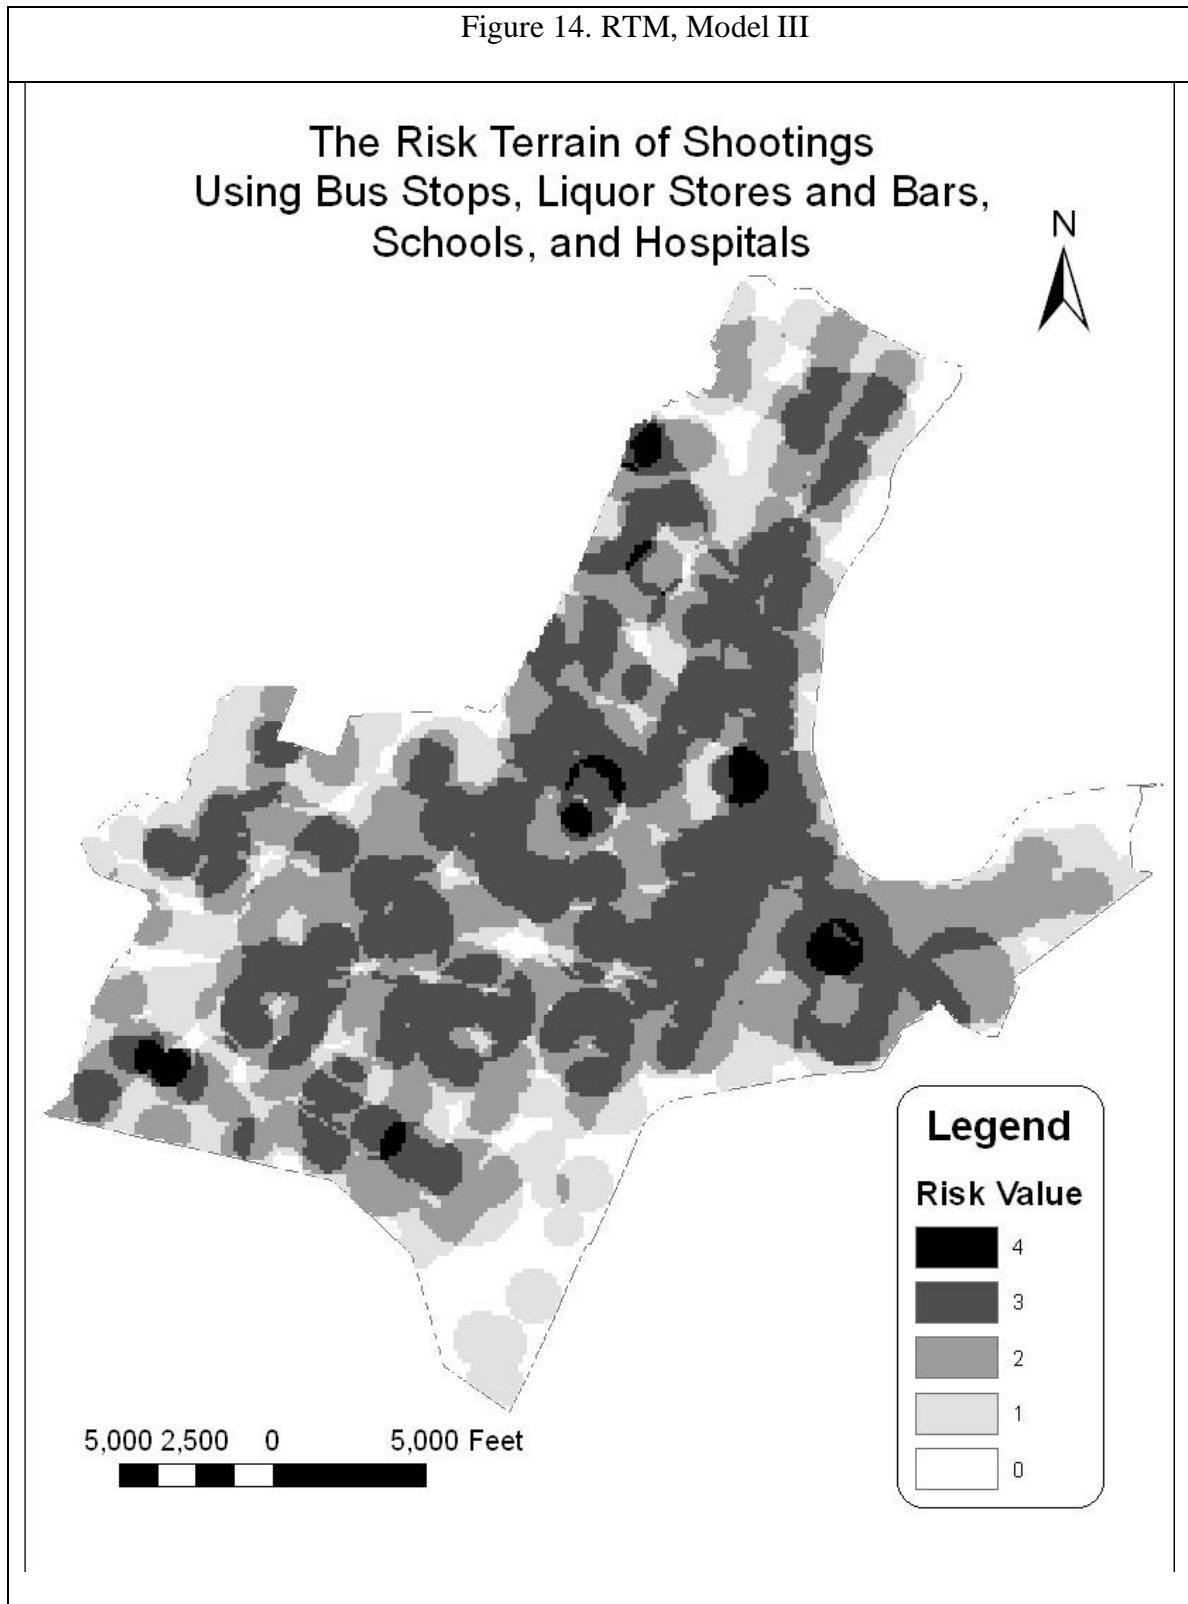 Figure 14. RTM, Model III
The Risk Terrain of Shootings
Using Bus Stops, Liquor Stores and Bars,
Schools, and Hospitals
N
Legend
Risk Value
4
3
2
1
0
5,000 2,500 0 5,000 Feet